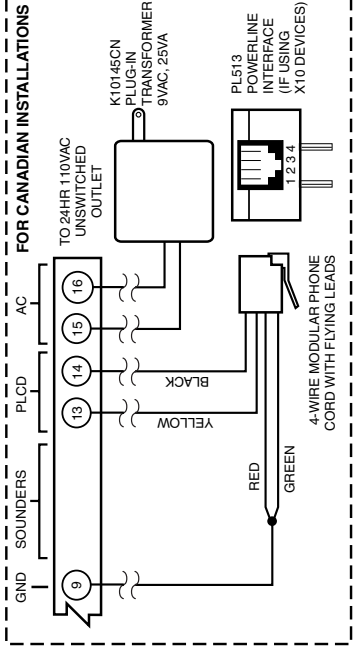 FOR CANADIAN INSTALLATIONS
GND
SOUNDERS
PLCD
AC
9
13
14
15
16
TO 24HR 110VAC
UNSWITCHED
OUTLET
K10145CN
PLUG-IN
TRANSFORMER
9VAC, 25VA
YELLOW
BLACK
RED
GREEN
4-WIRE MODULAR PHONE
CORD WITH FLYING LEADS
1 2 3 4
PL513
POWERLINE
INTERFACE
(IF USING
X10 DEVICES)